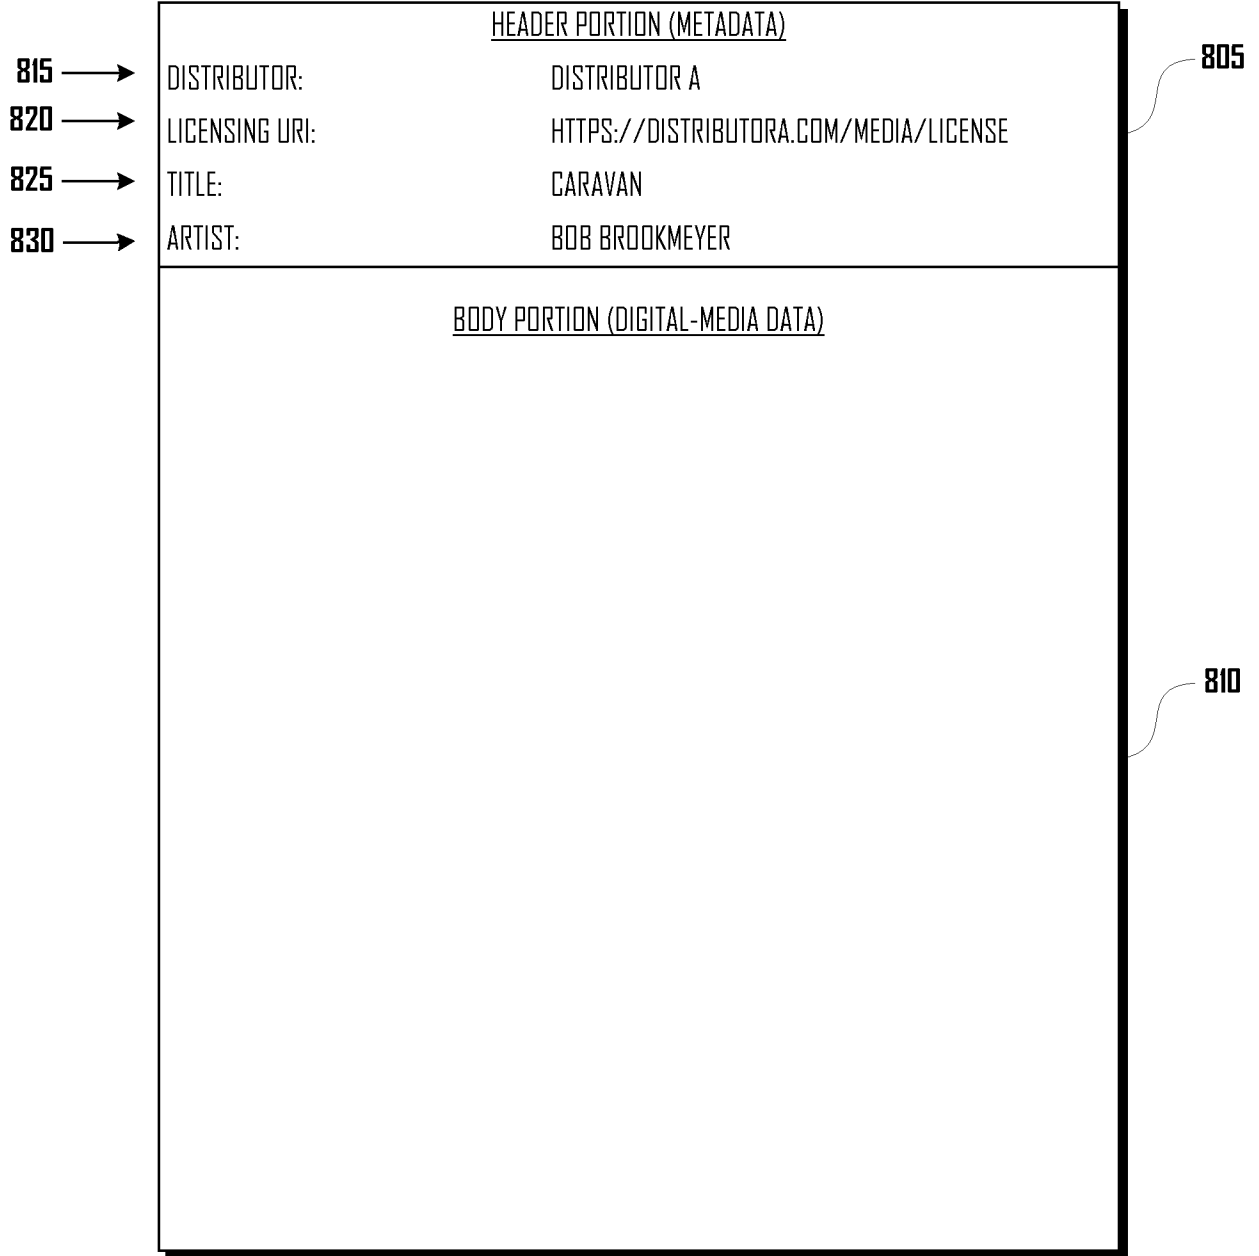 HEADER PORTION (METADATA)
805
815 DISTRIBUTOR: DISTRIBUTOR A
820 LICENSING URI: HTTPS://DISTRIBUTORA.COM/MEDIA/LICENSE
825 TITLE: CARAVAN
830 ARTIST: BOB BROOKMEYER
BODY PORTION (DIGITAL-MEDIA DATA)
810